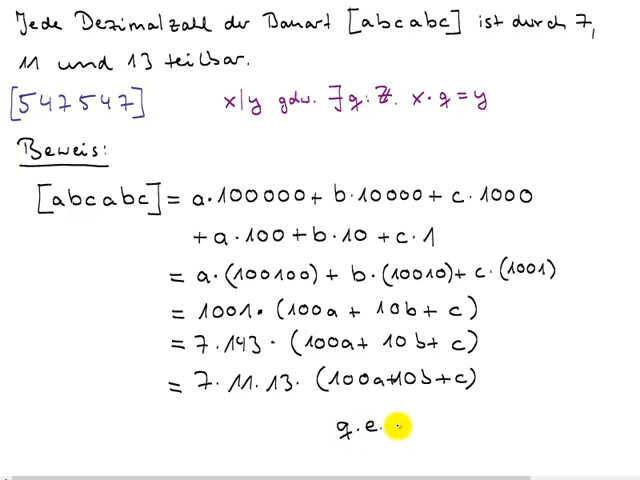 Jede Dezimalzahl der Bauart [abcabc] ist durch 7,
11 und 13 teilbar.
[547547] x|y gdw. ∃q:ℤ. x·q=y
Beweis:
[abcabc] = a·100000 + b·10000 + c·1000
+ a·100 + b·10 + c·1
= a·(100100) + b·(10010) + c·(1001)
= 1001·(100a + 10b + c)
= 7·143·(100a + 10b + c)
= 7·11·13·(100a+10b+c)
q.e.